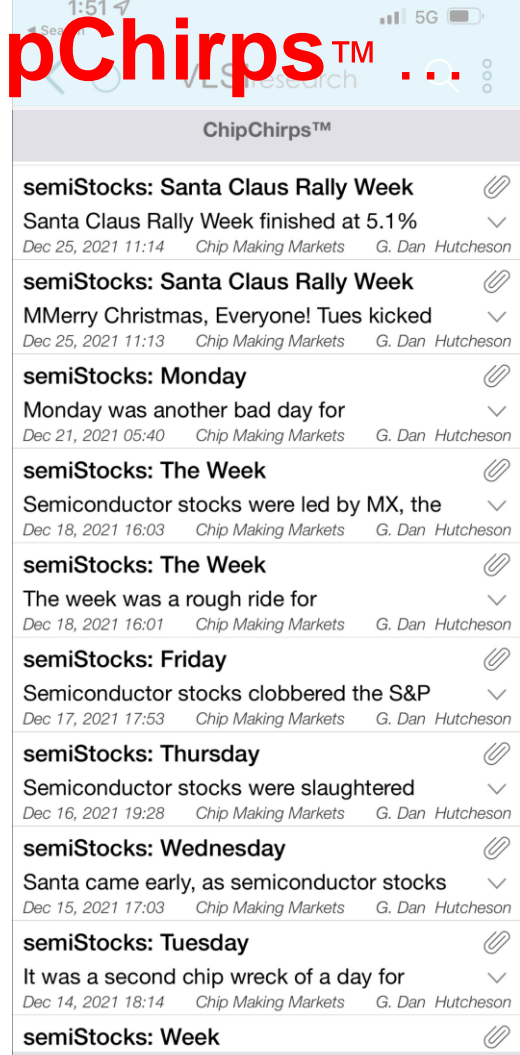 1:51
5G
Search
pChirps™ ...
VLSIresearch
ChipChirps™
semiStocks: Santa Claus Rally Week
Santa Claus Rally Week finished at 5.1%
Dec 25, 2021 11:14 Chip Making Markets G. Dan Hutcheson
semiStocks: Santa Claus Rally Week
MMerry Christmas, Everyone! Tues kicked
Dec 25, 2021 11:13 Chip Making Markets G. Dan Hutcheson
semiStocks: Monday
Monday was another bad day for
Dec 21, 2021 05:40 Chip Making Markets G. Dan Hutcheson
semiStocks: The Week
Semiconductor stocks were led by MX, the
Dec 18, 2021 16:03 Chip Making Markets G. Dan Hutcheson
semiStocks: The Week
The week was a rough ride for
Dec 18, 2021 16:01 Chip Making Markets G. Dan Hutcheson
semiStocks: Friday
Semiconductor stocks clobbered the S&P
Dec 17, 2021 17:53 Chip Making Markets G. Dan Hutcheson
semiStocks: Thursday
Semiconductor stocks were slaughtered
Dec 16, 2021 19:28 Chip Making Markets G. Dan Hutcheson
semiStocks: Wednesday
Santa came early, as semiconductor stocks
Dec 15, 2021 17:03 Chip Making Markets G. Dan Hutcheson
semiStocks: Tuesday
It was a second chip wreck of a day for
Dec 14, 2021 18:14 Chip Making Markets G. Dan Hutcheson
semiStocks: Week